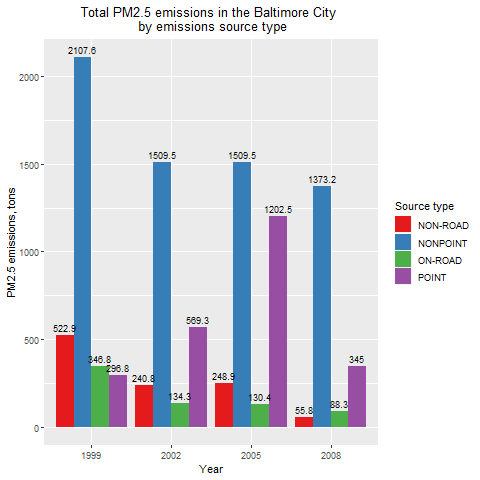 Total PM2.5 emissions in the Baltimore City
by emissions source type
PM2.5 emissions, tons
2000
1500
1000
500
0
2107.6
522.9
346.8
296.8
1509.5
240.8
134.3
569.3
1509.5
248.9
130.4
1202.5
1373.2
55.8
88.3
345
1999
2002
2005
2008
Year
Source type
NON-ROAD
NONPOINT
ON-ROAD
POINT